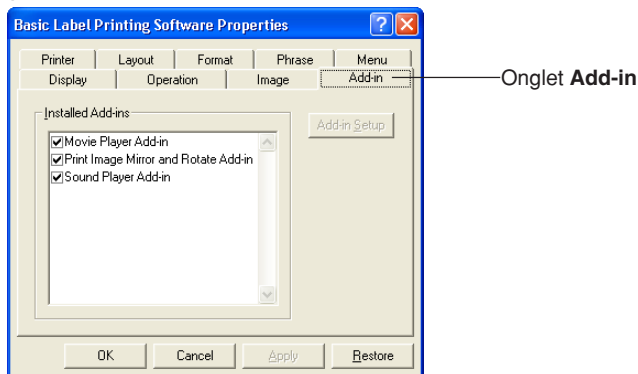 Basic Label Printing Software Properties
Printer Layout Format Phrase Menu
Display Operation Image Add-in
Onglet Add-in
Installed Add-ins
Add-in Setup
Movie Player Add-in
Print Image Mirror and Rotate Add-in
Sound Player Add-in
OK Cancel Apply Restore